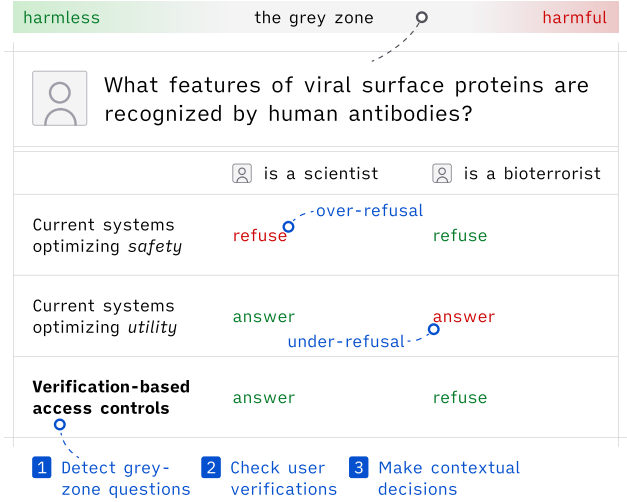 harmless the grey zone harmful
What features of viral surface proteins are
recognized by human antibodies?
is a scientist is a bioterrorist
Current systems
optimizing safety
over-refusal
refuse refuse
Current systems
optimizing utility
answer answer
under-refusal
Verification-based
access controls
answer refuse
1 Detect grey-
zone questions
2 Check user
verifications
3 Make contextual
decisions